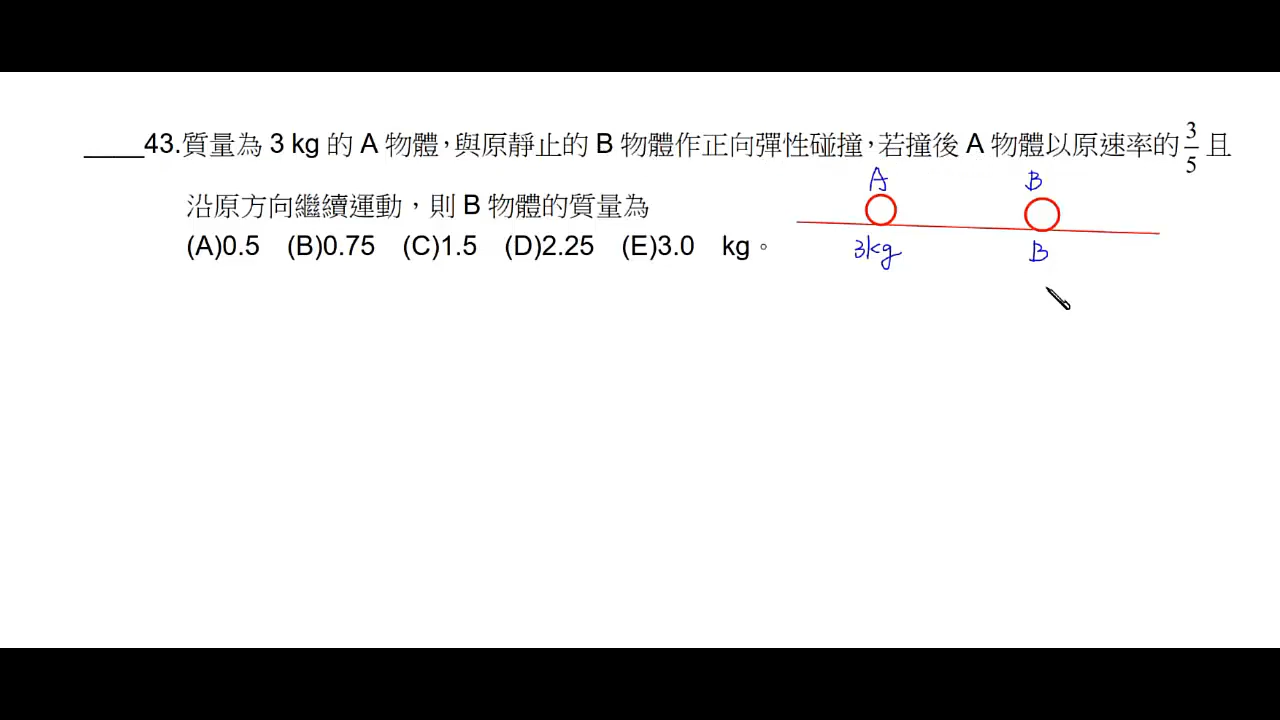 ____43.質量為 3 kg 的 A 物體,與原靜止的 B 物體作正向彈性碰撞,若撞後 A 物體以原速率的 3/5 且
沿原方向繼續運動,則 B 物體的質量為
(A)0.5 (B)0.75 (C)1.5 (D)2.25 (E)3.0 kg。
A B
3kg B